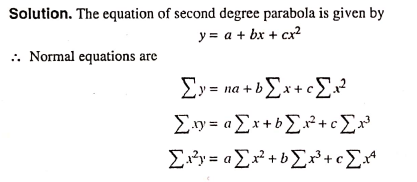 Solution. The equation of second degree parabola is given by
y = a + bx + cx²
∴ Normal equations are
∑y = na + b∑x + c∑x²
∑xy = a∑x + b∑x² + c∑x³
∑x²y = a∑x² + b∑x³ + c∑x⁴